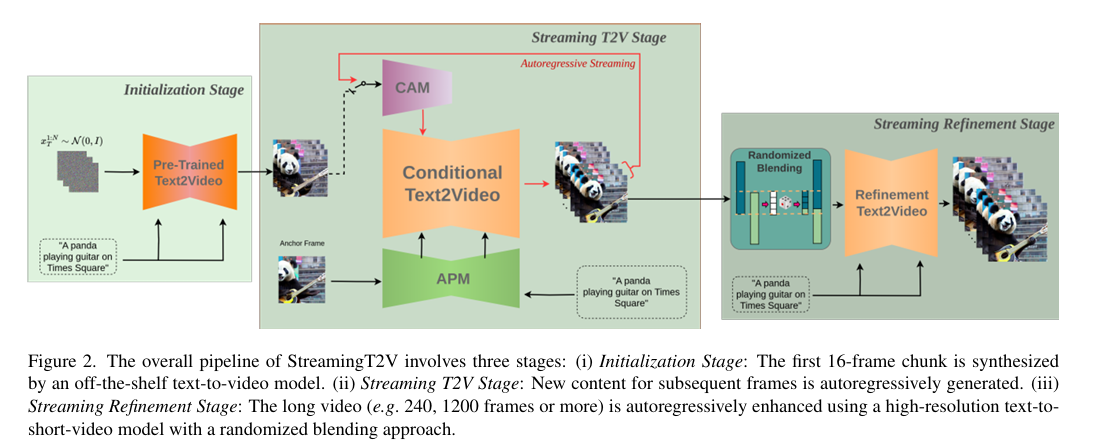 Initialization Stage
x_T^{1:N} ~ N(0, I)
Pre-Trained
Text2Video
"A panda
playing guitar on
Times Square"
Streaming T2V Stage
Autoregressive Streaming
CAM
Conditional
Text2Video
Anchor Frame
APM
"A panda
playing guitar on Times
Square"
Streaming Refinement Stage
Randomized
Blending
Refinement
Text2Video
"A panda
playing guitar on
Times Square"
Figure 2. The overall pipeline of StreamingT2V involves three stages: (i) Initialization Stage: The first 16-frame chunk is synthesized
by an off-the-shelf text-to-video model. (ii) Streaming T2V Stage: New content for subsequent frames is autoregressively generated. (iii)
Streaming Refinement Stage: The long video (e.g. 240, 1200 frames or more) is autoregressively enhanced using a high-resolution text-to-
short-video model with a randomized blending approach.